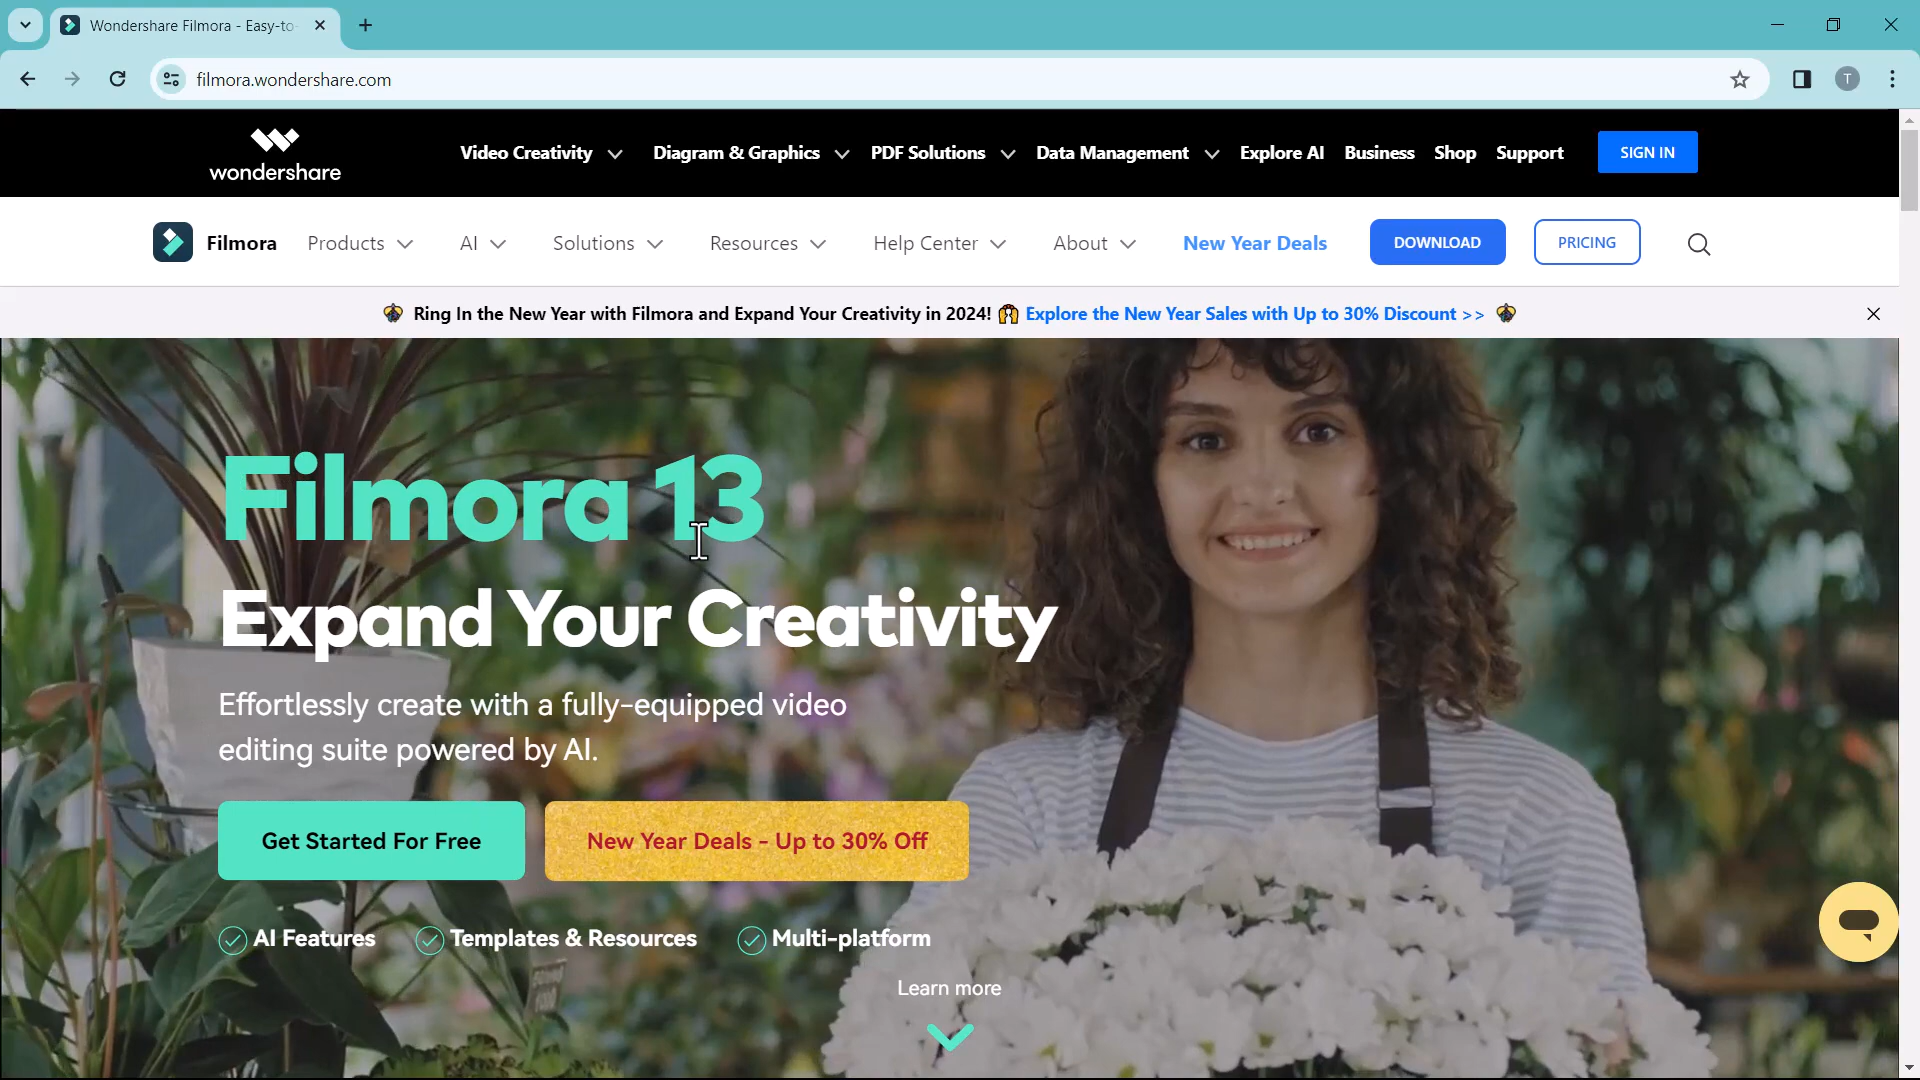 Wondershare Filmora - Easy-to-
filmora.wondershare.com
T
wondershare
Video Creativity
Diagram & Graphics
PDF Solutions
Data Management
Explore AI
Business
Shop
Support
SIGN IN
Filmora
Products
AI
Solutions
Resources
Help Center
About
New Year Deals
DOWNLOAD
PRICING
Ring In the New Year with Filmora and Expand Your Creativity in 2024! Explore the New Year Sales with Up to 30% Discount >>
Filmora 13
Expand Your Creativity
Effortlessly create with a fully-equipped video
editing suite powered by AI.
Get Started For Free
New Year Deals - Up to 30% Off
AI Features
Templates & Resources
Multi-platform
Learn more